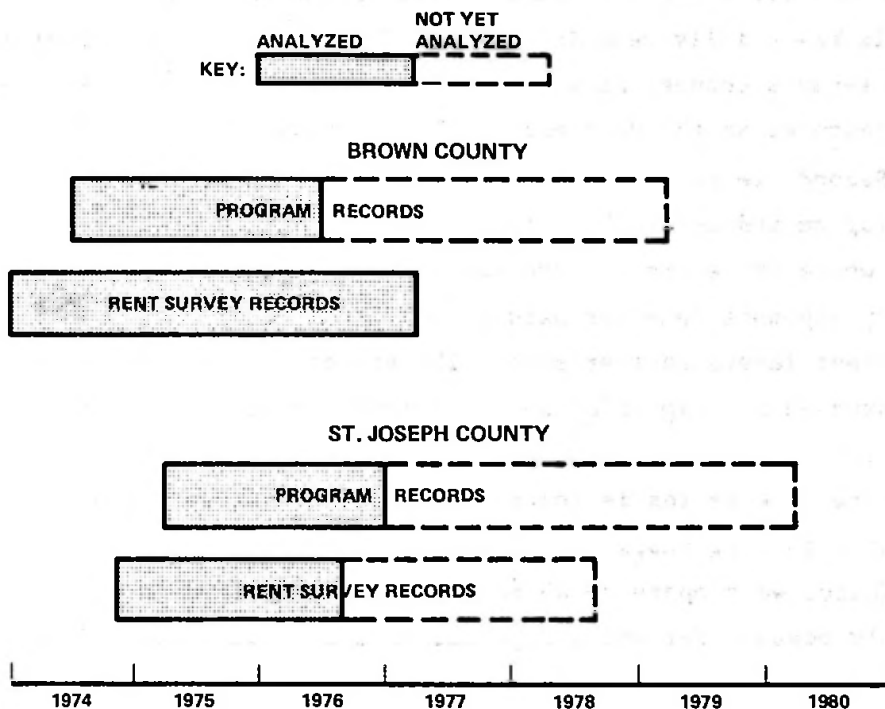 NOT YET
ANALYZED ANALYZED
KEY:
BROWN COUNTY
PROGRAM RECORDS
RENT SURVEY RECORDS
ST. JOSEPH COUNTY
PROGRAM RECORDS
RENT SURVEY RECORDS
1974 1975 1976 1977 1978 1979 1980